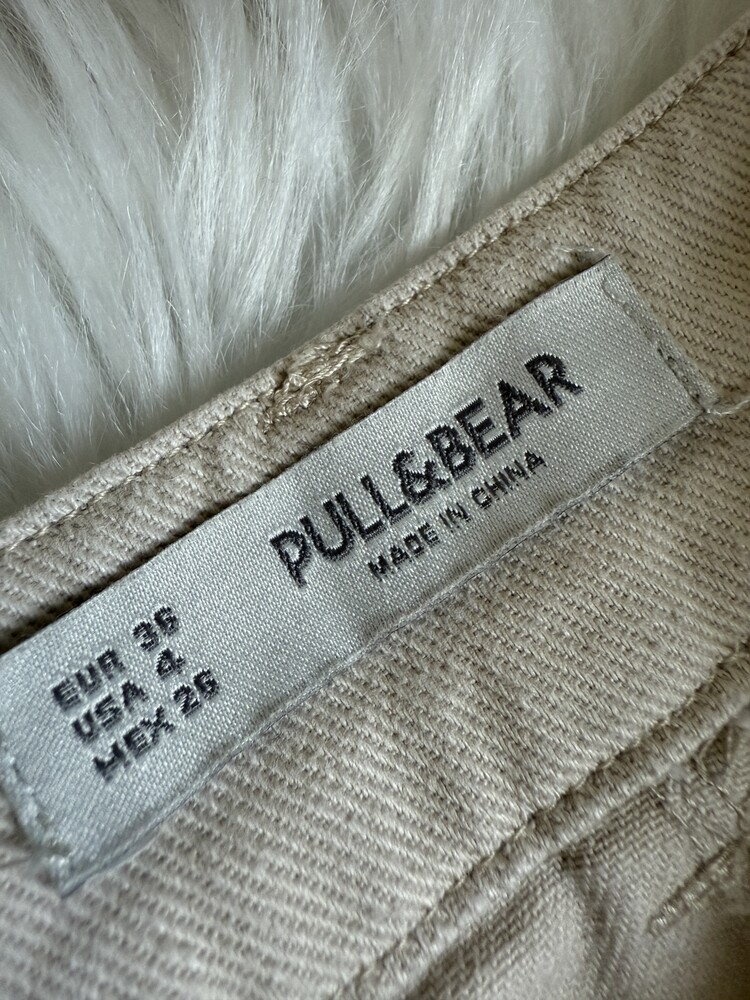 PULL&BEAR
MADE IN CHINA
EUR 36
USA 4
MEX 26